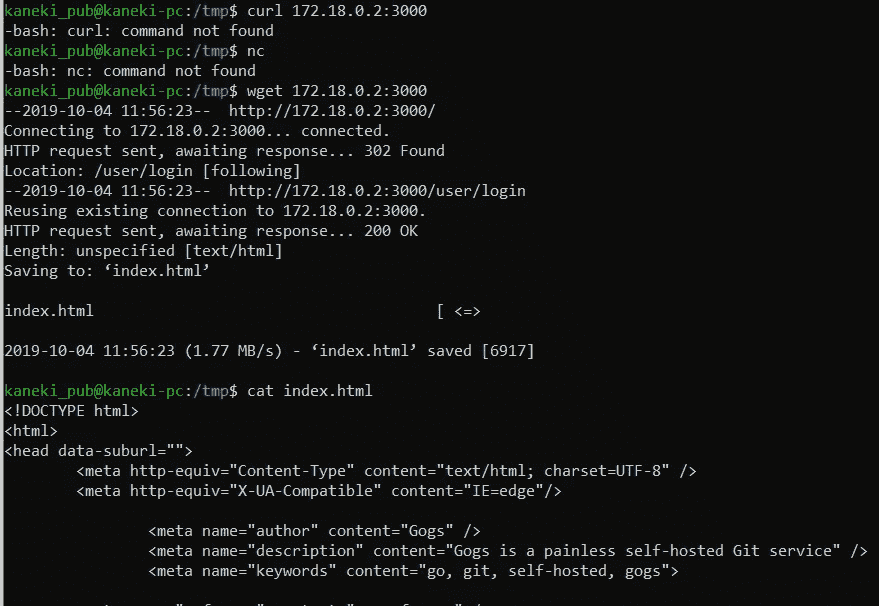 kaneki_pub@kaneki-pc:/tmp$ curl 172.18.0.2:3000
-bash: curl: command not found
kaneki_pub@kaneki-pc:/tmp$ nc
-bash: nc: command not found
kaneki_pub@kaneki-pc:/tmp$ wget 172.18.0.2:3000
--2019-10-04 11:56:23--  http://172.18.0.2:3000/
Connecting to 172.18.0.2:3000... connected.
HTTP request sent, awaiting response... 302 Found
Location: /user/login [following]
--2019-10-04 11:56:23--  http://172.18.0.2:3000/user/login
Reusing existing connection to 172.18.0.2:3000.
HTTP request sent, awaiting response... 200 OK
Length: unspecified [text/html]
Saving to: ‘index.html’
index.html                                      [ <=>
2019-10-04 11:56:23 (1.77 MB/s) - ‘index.html’ saved [6917]
kaneki_pub@kaneki-pc:/tmp$ cat index.html
<!DOCTYPE html>
<html>
<head data-suburl="">
        <meta http-equiv="Content-Type" content="text/html; charset=UTF-8" />
        <meta http-equiv="X-UA-Compatible" content="IE=edge"/>
                <meta name="author" content="Gogs" />
                <meta name="description" content="Gogs is a painless self-hosted Git service" />
                <meta name="keywords" content="go, git, self-hosted, gogs">